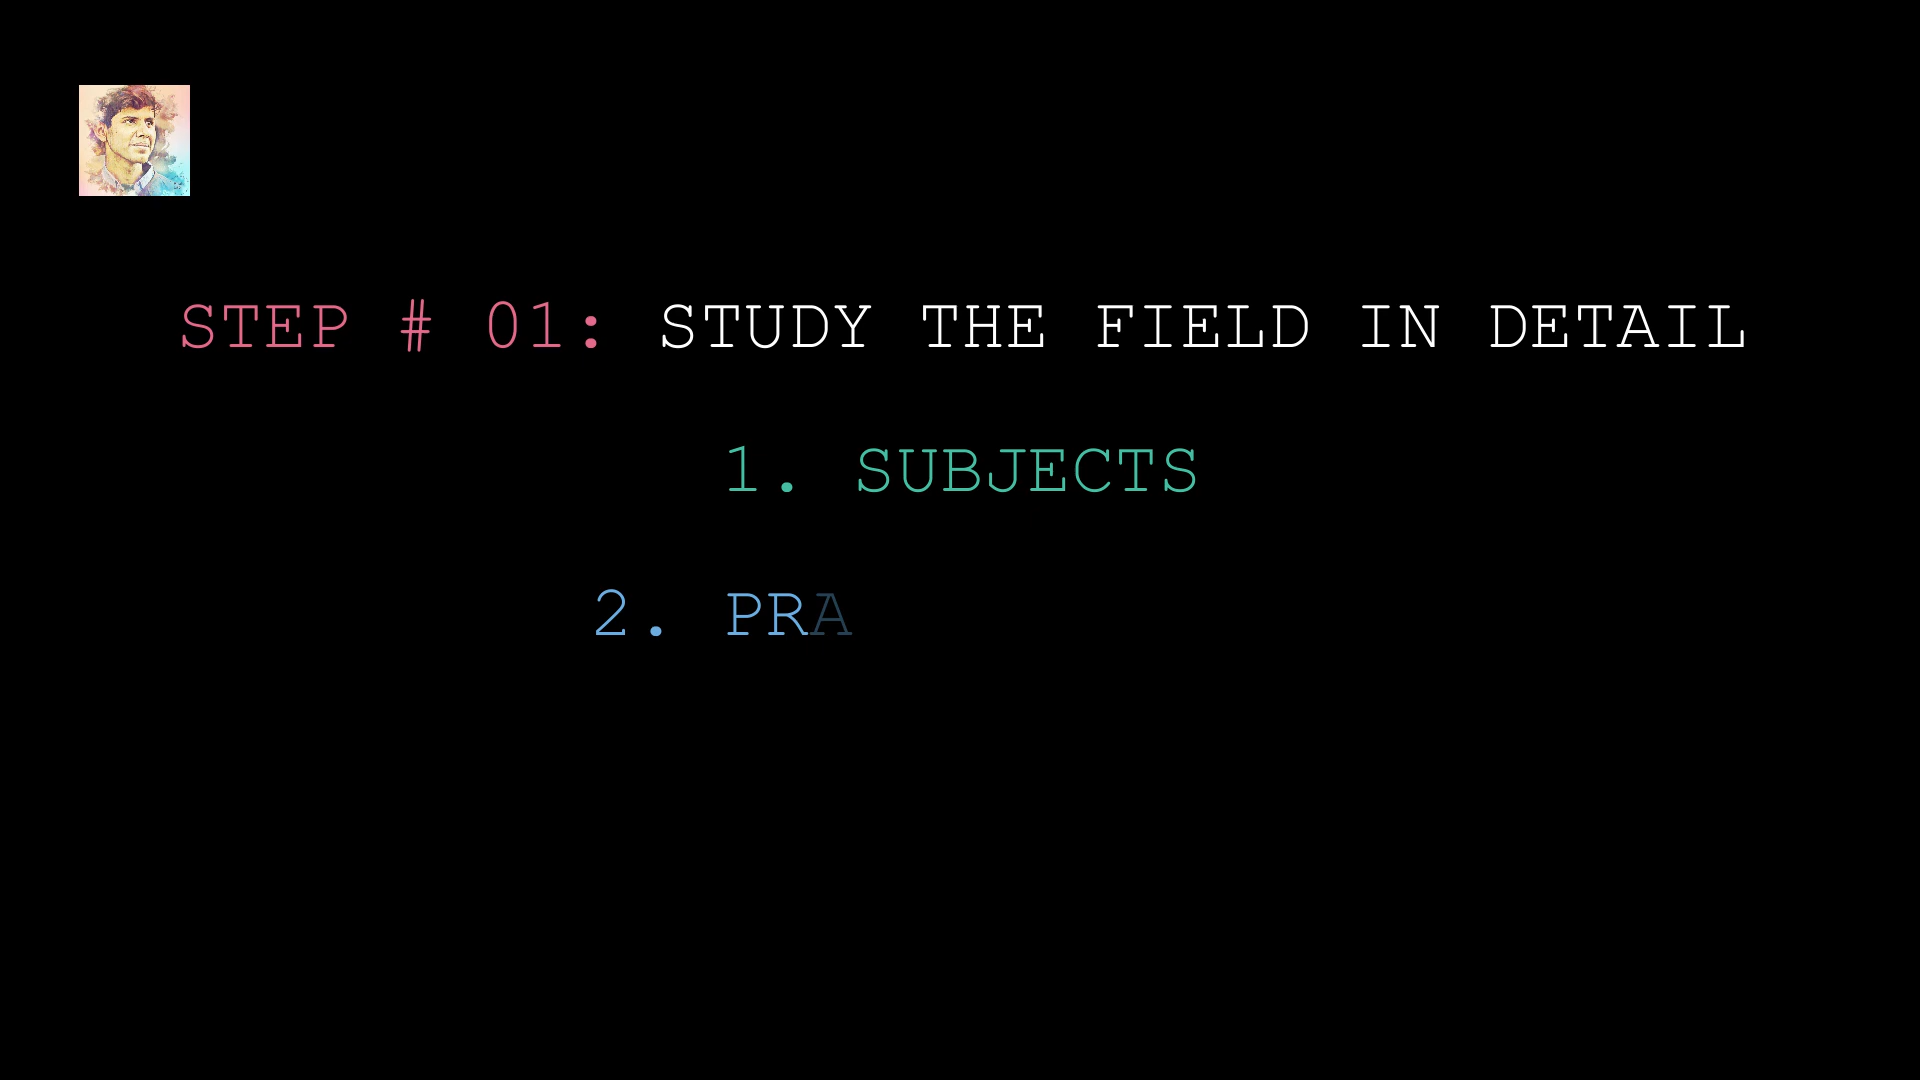 STEP # 01: STUDY THE FIELD IN DETAIL
1. SUBJECTS
2. PRA